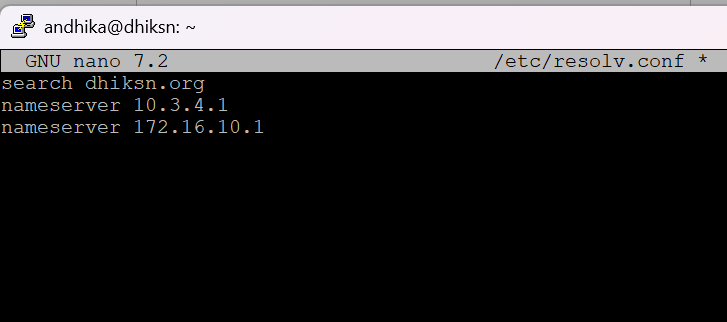 andhika@dhiksn: ~
GNU nano 7.2 /etc/resolv.conf *
search dhiksn.org
nameserver 10.3.4.1
nameserver 172.16.10.1